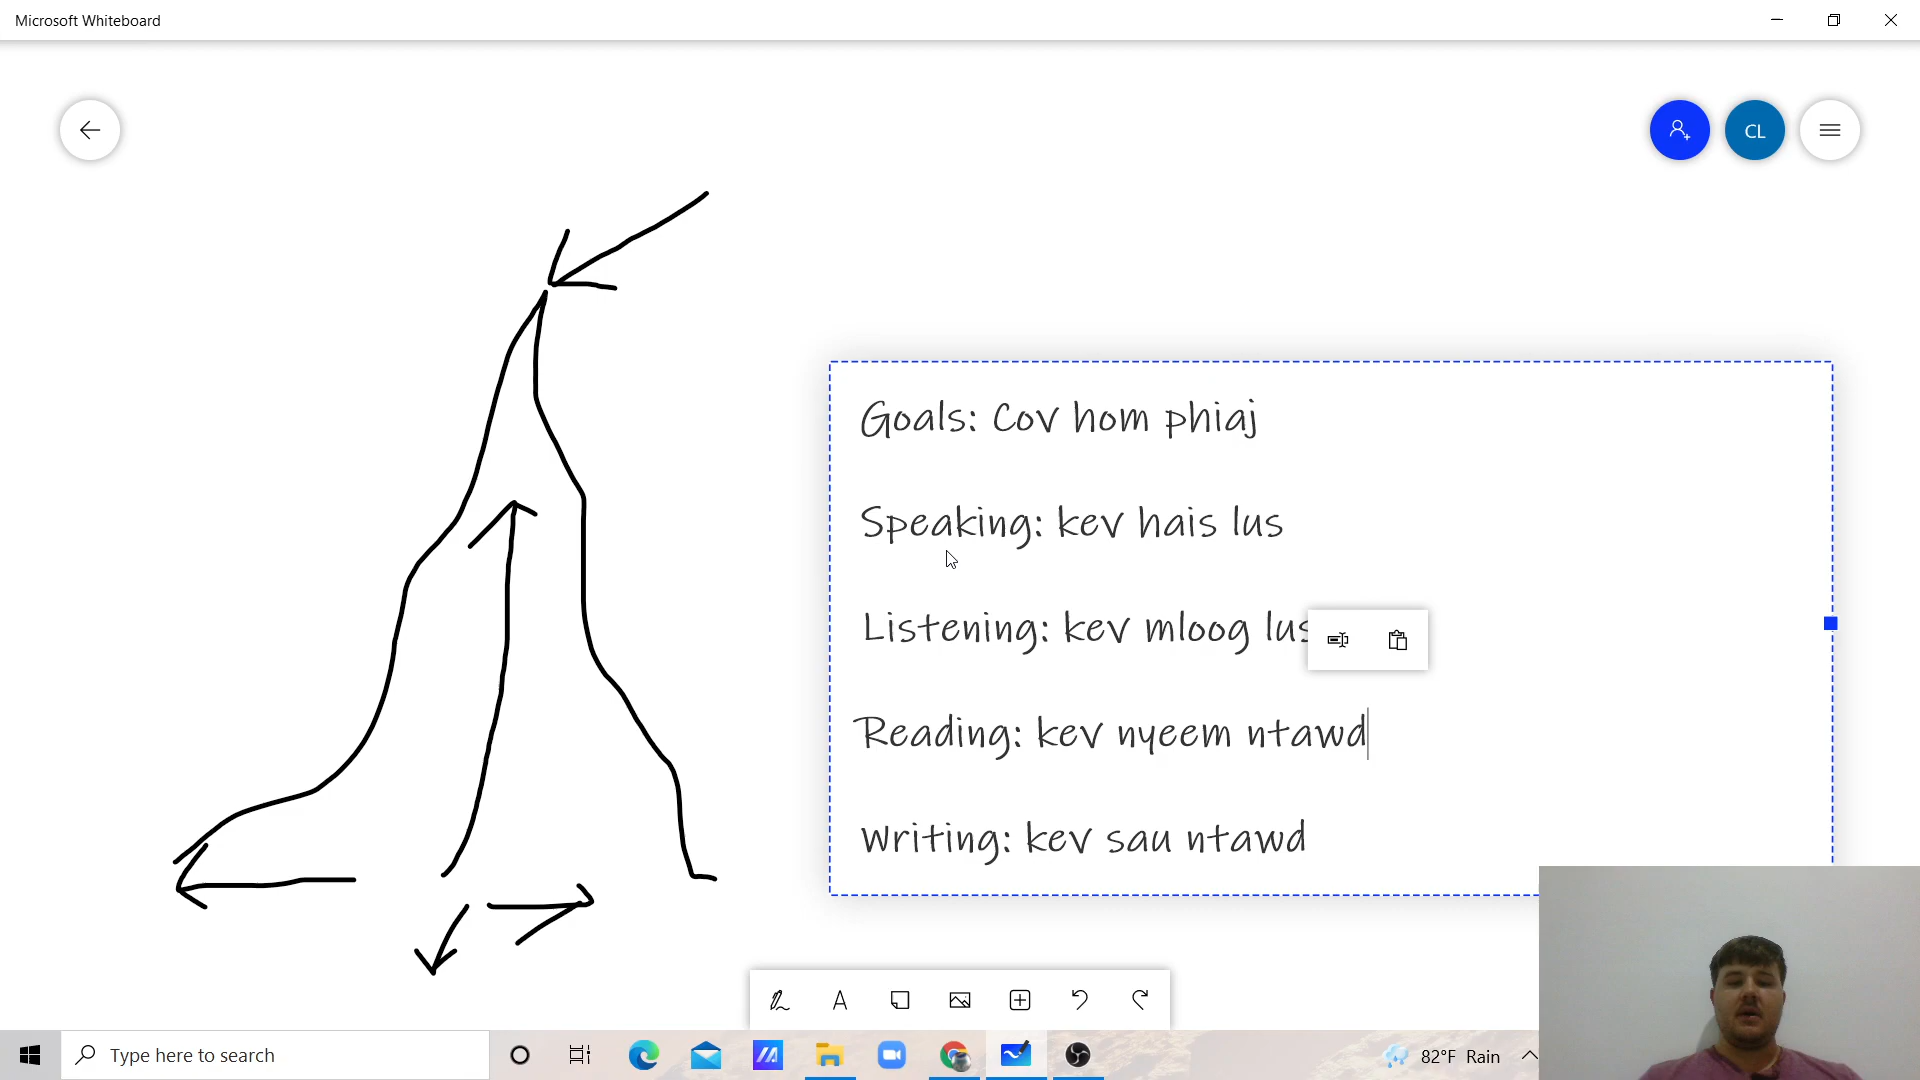 Microsoft Whiteboard
CL
Goals: Cov hom phiaj
Speaking: kev hais lus
Listening: kev mloog lus
Reading: kev nyeem ntawd
Writing: kev sau ntawd
A
Type here to search
82°F Rain